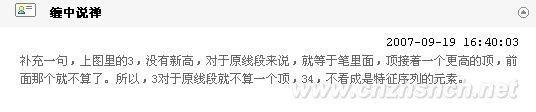 缠中说禅
2007-09-19 16:40:03
补充一句，上图里的3，没有新高，对于原线段来说，就等于笔里面，顶接着一个更高的顶，前
面那个就不算了。所以，3对于原线段就不算一个顶，34，不看成是特征序列的元素。
www.cnzhshch.net